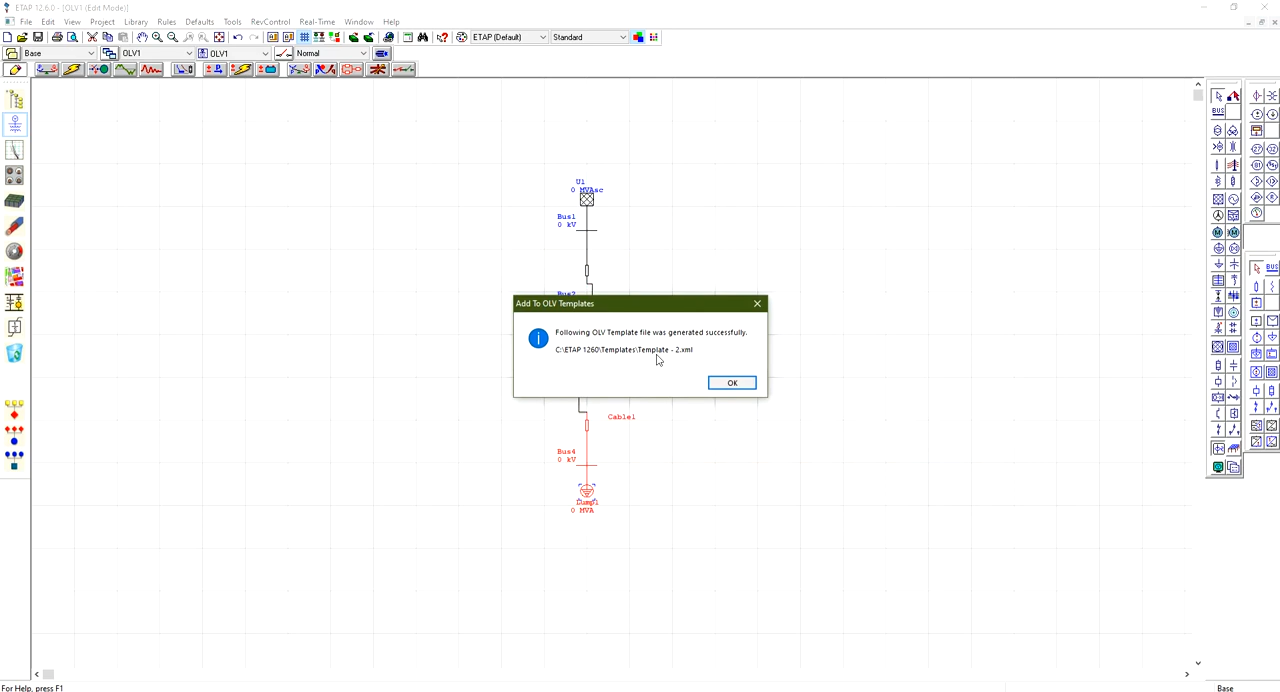 ETAP 12.6.0 - [OLV1 (Edit Mode)]
File Edit View Project Library Rules Defaults Tools RevControl Real-Time Window Help
ETAP (Default) Standard
Base OLV1 OLV1 Normal
BUS
U1
0 MVAsc
Bus1
0 kV
BUS
Add To OLV Templates
Following OLV Template file was generated successfully.
C:\ETAP 1260\Templates\Template - 2.xml
OK
Cable1
Bus4
0 kV
Lump1
0 MVA
For Help, press F1
Base